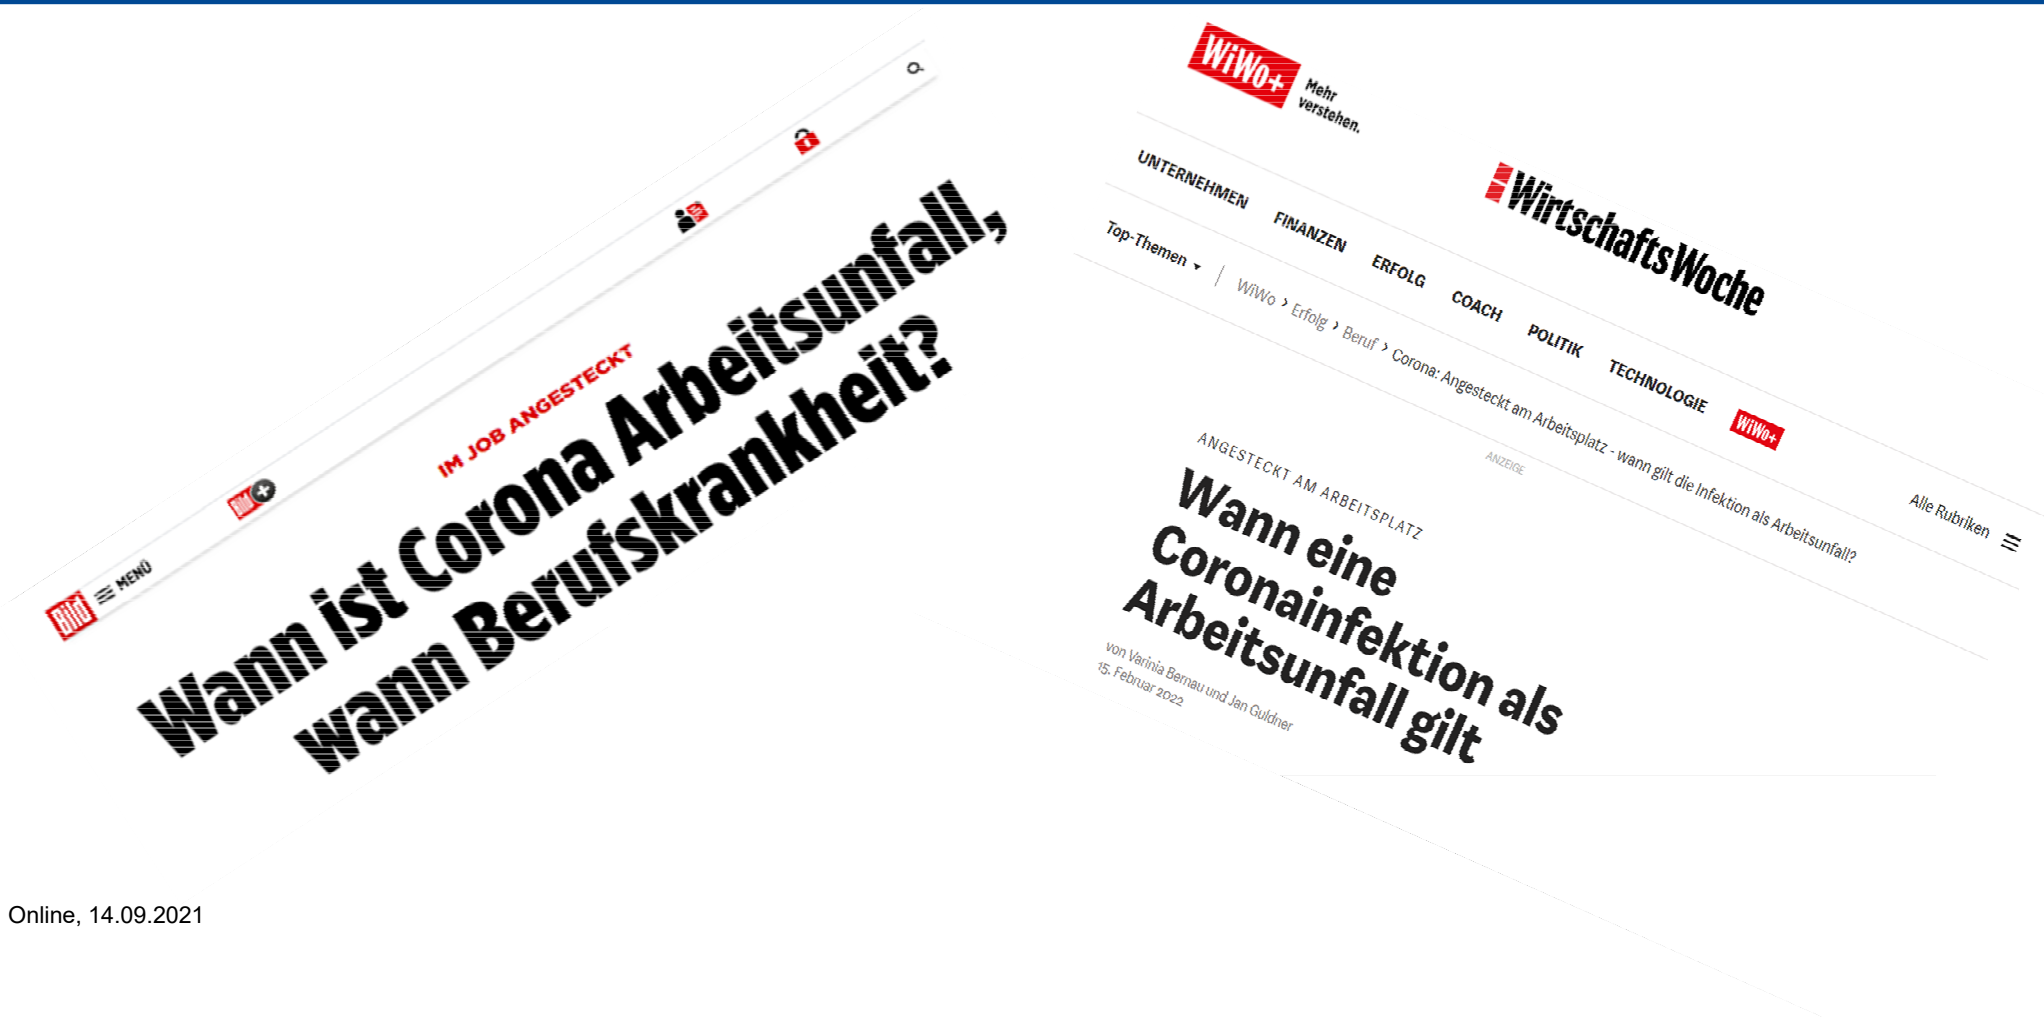 Bild
MENÜ
Bild
IM JOB ANGESTECKT
Wann ist Corona Arbeitsunfall,
wann Berufskrankheit?
WiWo+
Mehr
verstehen.
WirtschaftsWoche
UNTERNEHMEN FINANZEN ERFOLG COACH POLITIK TECHNOLOGIE WiWo+ Alle Rubriken
Top-Themen WiWo › Erfolg › Beruf › Corona: Angesteckt am Arbeitsplatz - wann gilt die Infektion als Arbeitsunfall?
ANZEIGE
ANGESTECKT AM ARBEITSPLATZ
Wann eine
Coronainfektion als
Arbeitsunfall gilt
von Varinia Bernau und Jan Guldner
15. Februar 2022
Online, 14.09.2021